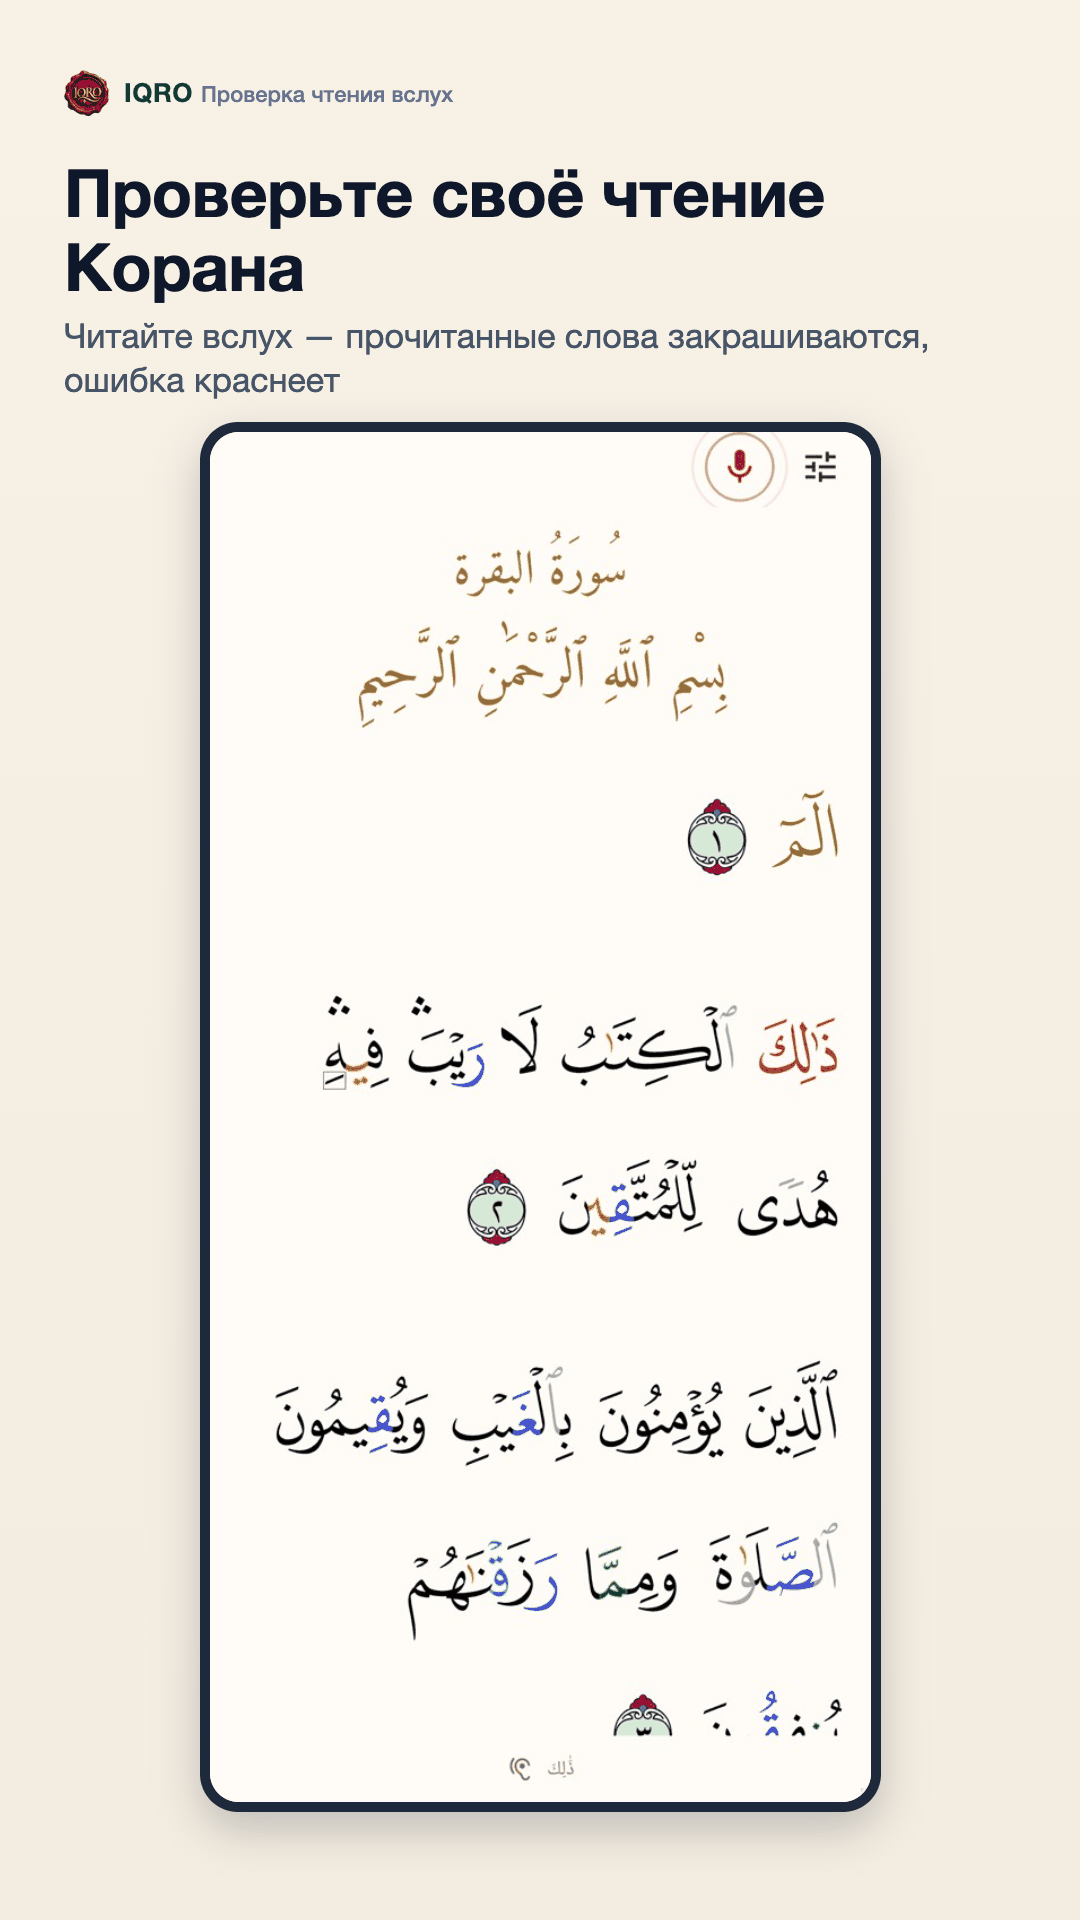 IQRO Проверка чтения вслух
Проверьте своё чтение
Корана
Читайте вслух — прочитанные слова закрашиваются,
ошибка краснеет
سُورَةُ البقرة
بِسْمِ ٱللَّهِ ٱلرَّحْمَٰنِ ٱلرَّحِيمِ
الٓمٓ ١
ذَٰلِكَ ٱلْكِتَٰبُ لَا رَيْبَ ۛ فِيهِ ۛ
هُدًى لِّلْمُتَّقِينَ ٢
ٱلَّذِينَ يُؤْمِنُونَ بِٱلْغَيْبِ وَيُقِيمُونَ
ٱلصَّلَوٰةَ وَمِمَّا رَزَقْنَٰهُمْ
ذَٰلِكَ